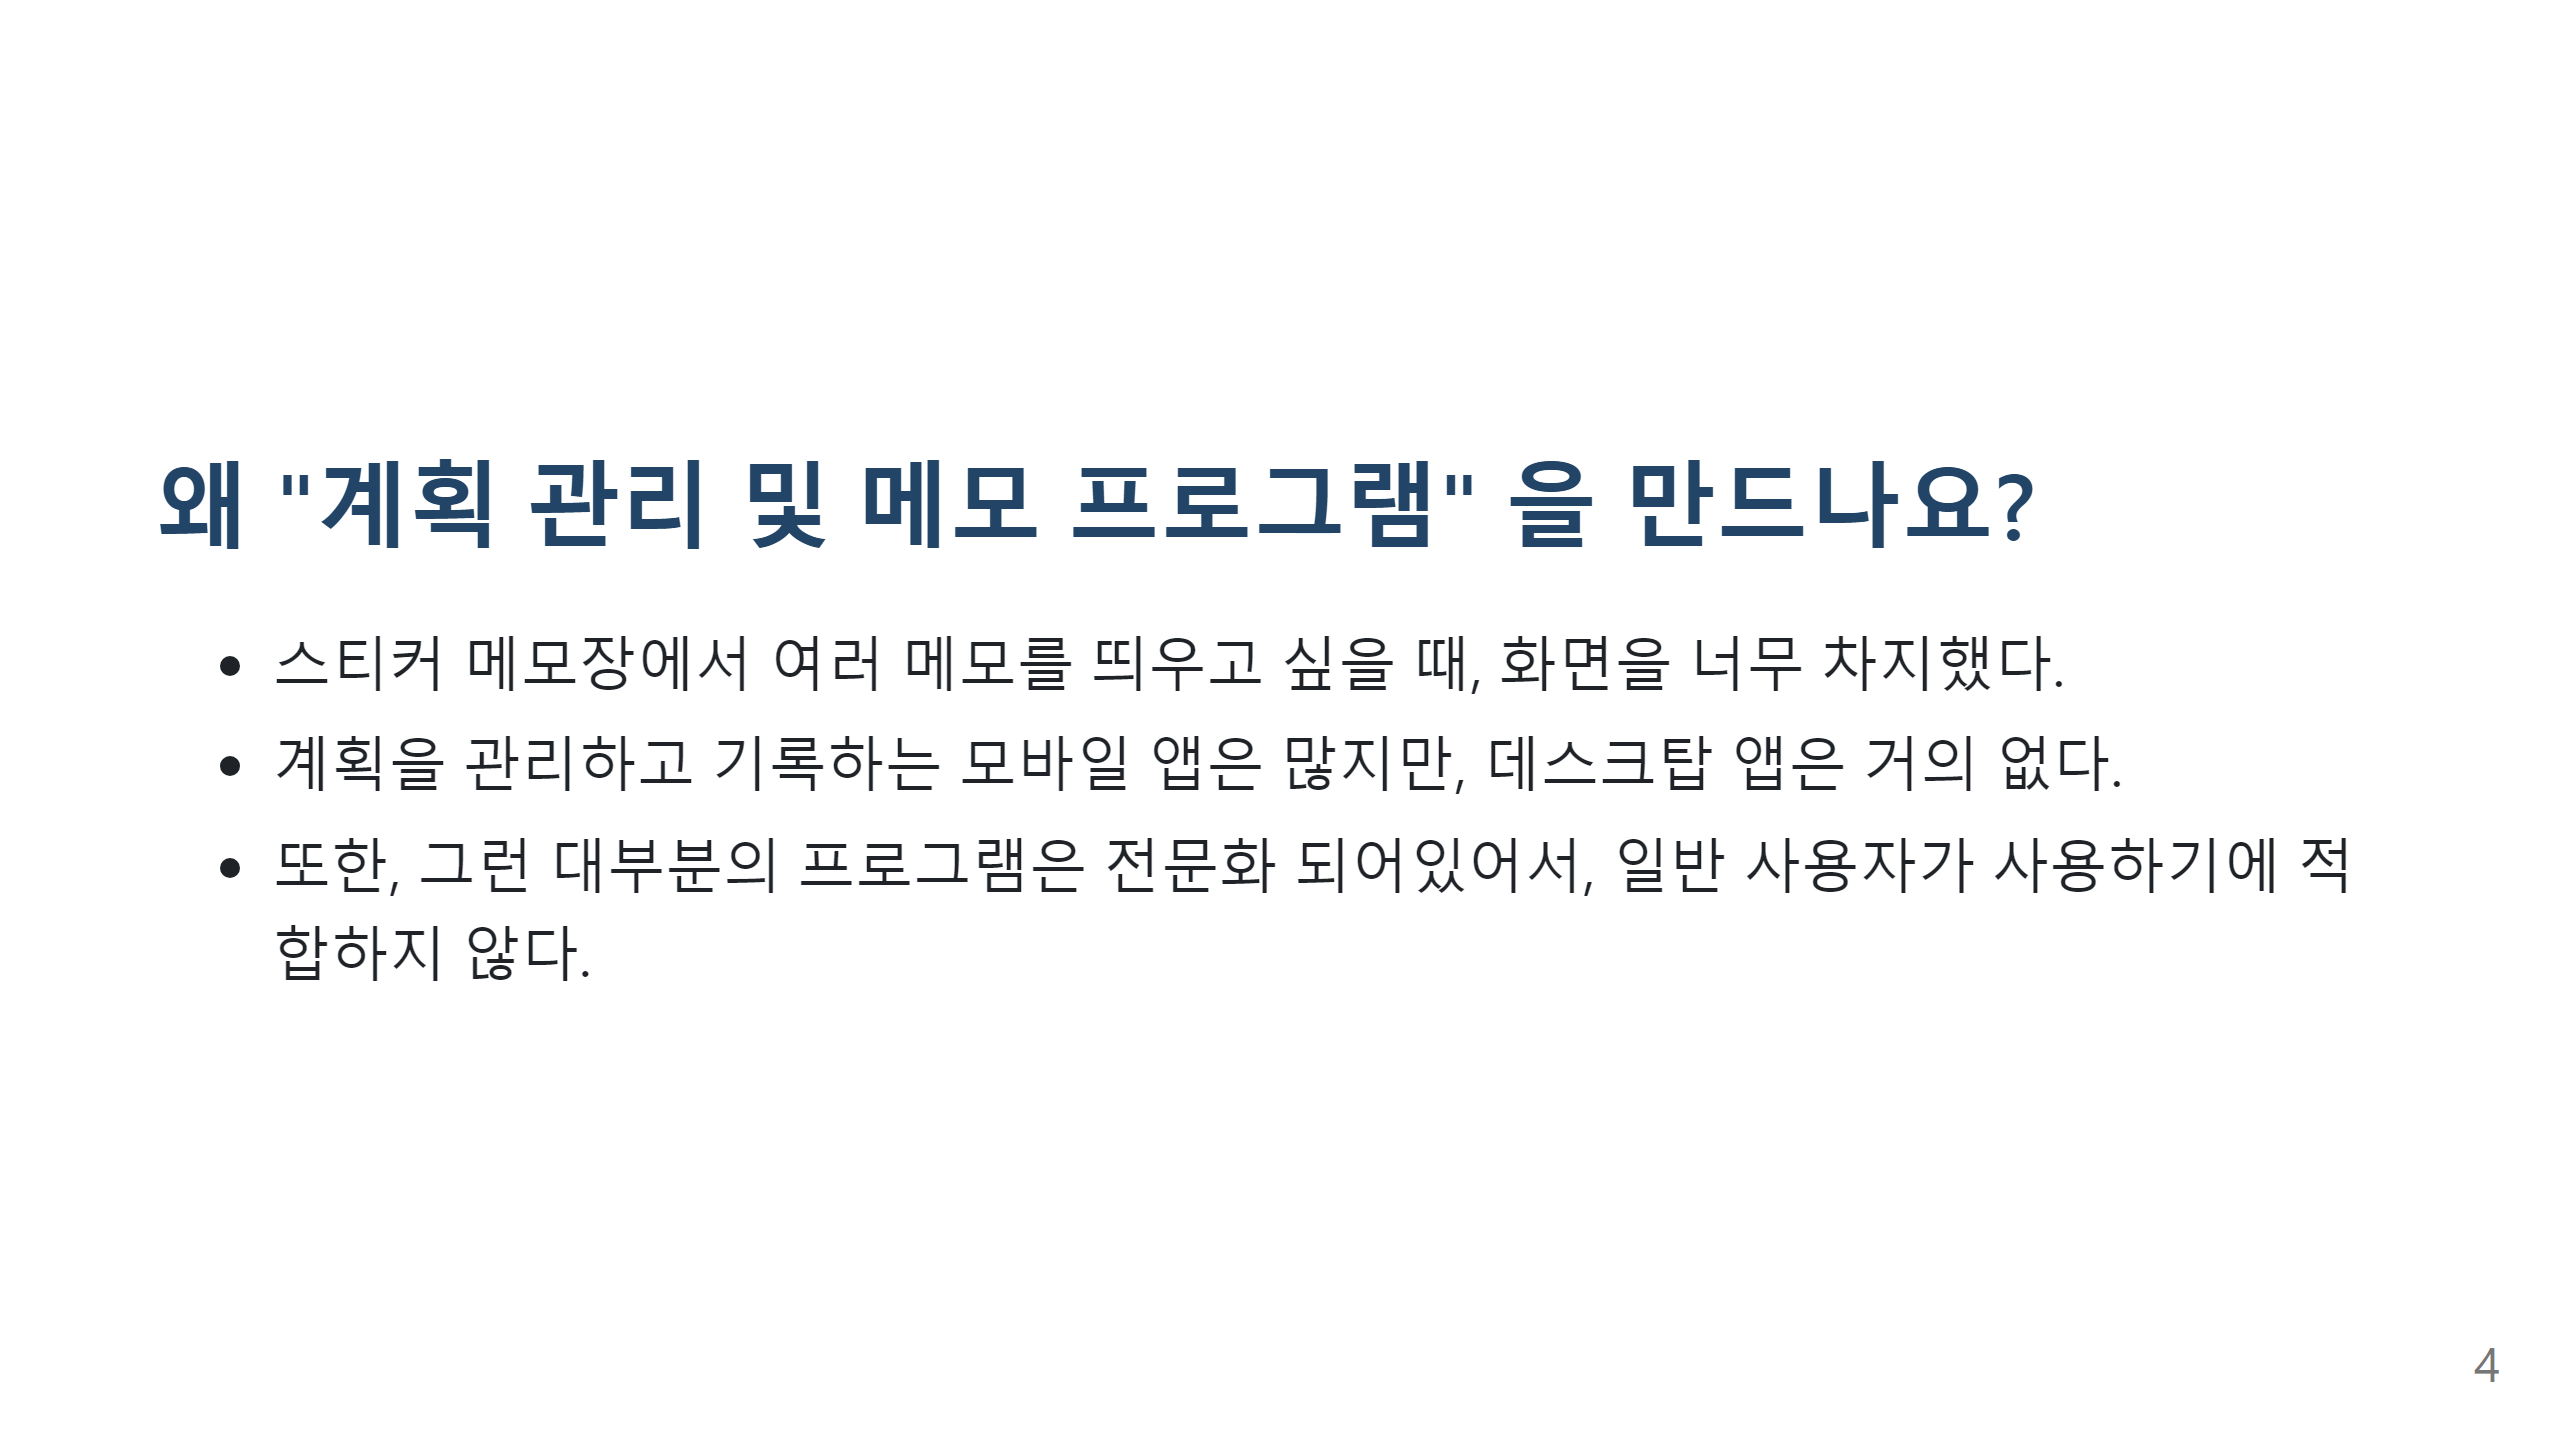 왜 "계획 관리 및 메모 프로그램" 을 만드나요?
• 스티커 메모장에서 여러 메모를 띄우고 싶을 때, 화면을 너무 차지했다.
• 계획을 관리하고 기록하는 모바일 앱은 많지만, 데스크탑 앱은 거의 없다.
• 또한, 그런 대부분의 프로그램은 전문화 되어있어서, 일반 사용자가 사용하기에 적
합하지 않다.
4